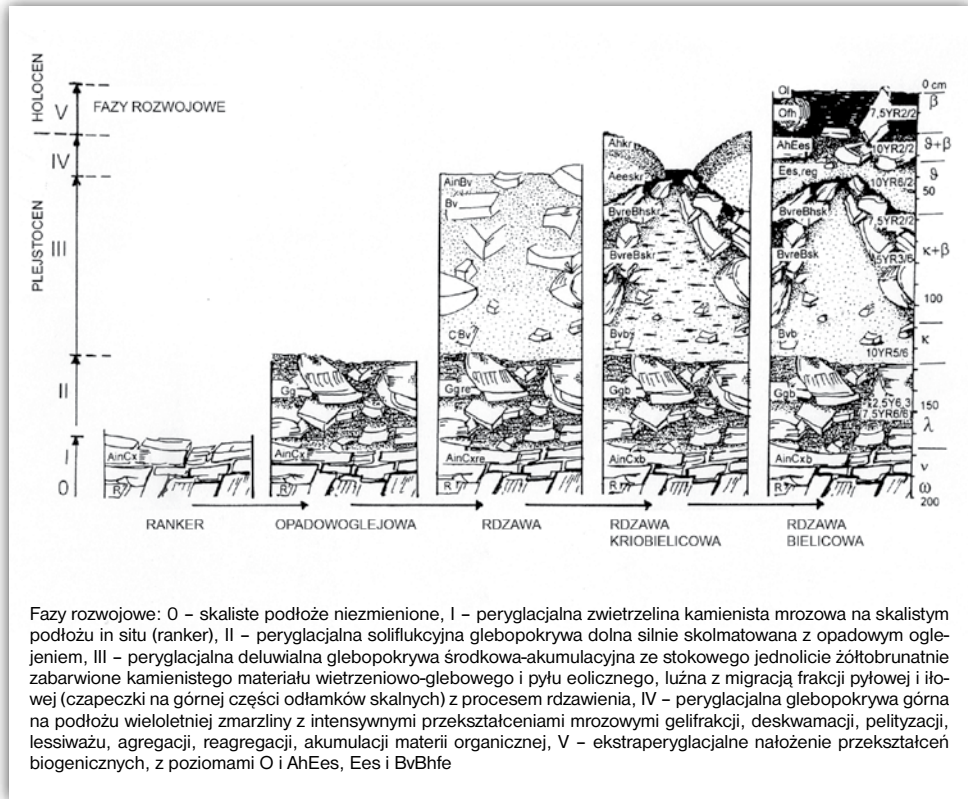 HOLOCEN
PLEJSTOCEN
V
IV
III
II
I
0
FAZY ROZWOJOWE
AinCx
R
Gg
AinCx
R
AinBv
Bv
C Bv
Ggre
AinCxre
R
Ahkr
Aeeskr
BvreBhskr
BvreBskr
Bvb
Ggb
AinCxb
R
Ol
Ofh
AhEes
Ees,reg
BvreBhsk
BvreBsk
Bvb
Ggb
AinCxb
R
7,5YR2/2
10YR2/2
10YR6/2
7,5YR2/2
5YR3/6
10YR5/6
7,5YR6/6
0 cm
β
ϑ+β
ϑ
50
κ+β
100
κ
150
λ
ν
ω
200
RANKER
OPADOWOGLEJOWA
RDZAWA
RDZAWA
KRIOBIELICOWA
RDZAWA
BIELICOWA
Fazy rozwojowe: 0 – skaliste podłoże niezmienione, I – peryglacjalna zwietrzelina kamienista mrozowa na skalistym
podłożu in situ (ranker), II – peryglacjalna soliflukcyjna glebopokrywa dolna silnie skolmatowana z opadowym ogle-
jeniem, III – peryglacjalna deluwialna glebopokrywa środkowa-akumulacyjna ze stokowego jednolicie żółtobrunatnie
zabarwione kamienistego materiału wietrzeniowo-glebowego i pyłu eolicznego, luźna z migracją frakcji pyłowej i iło-
wej (czapeczki na górnej części odłamków skalnych) z procesem rdzawienia, IV – peryglacjalna glebopokrywa górna
na podłożu wieloletniej zmarzliny z intensywnymi przekształceniami mrozowymi gelifrakcji, deskwamacji, pelityzacji,
lessiważu, agregacji, reagregacji, akumulacji materii organicznej, V – ekstraperyglacjalne nałożenie przekształceń
biogenicznych, z poziomami O i AhEes, Ees i BvBhfe